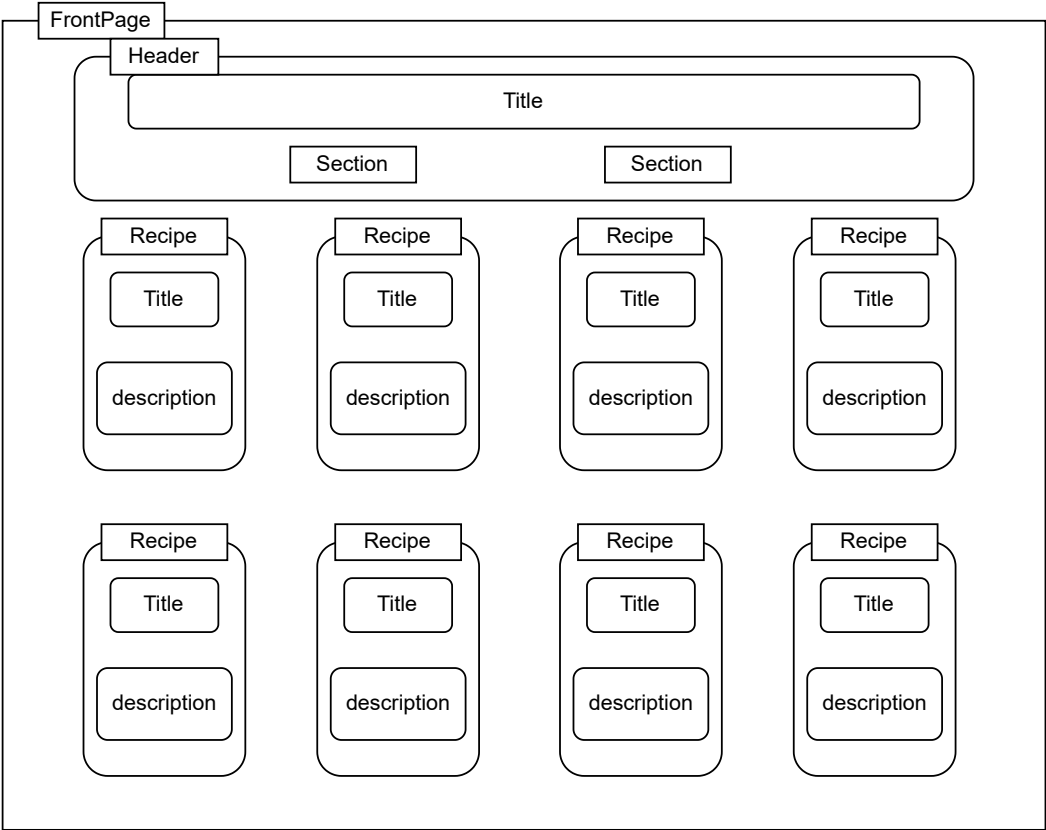 FrontPage
Header
Title
Section Section
Recipe Recipe Recipe Recipe
Title Title Title Title
description description description description
Recipe Recipe Recipe Recipe
Title Title Title Title
description description description description